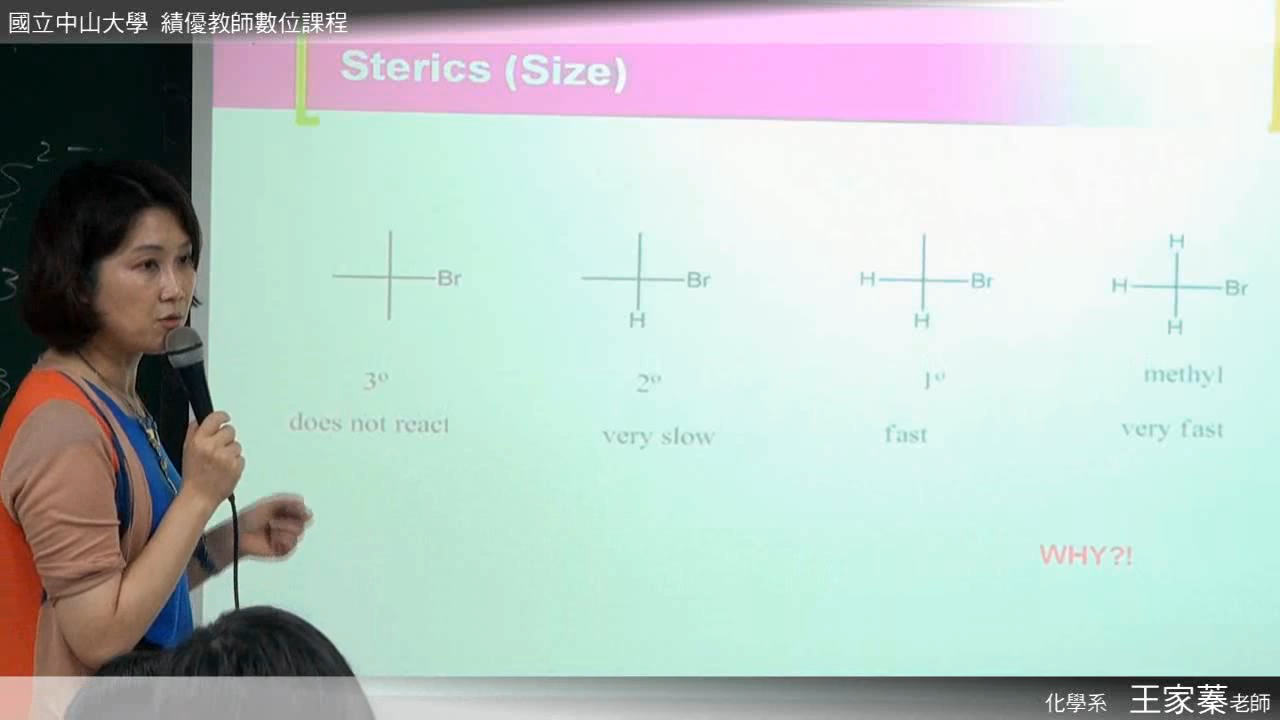 國立中山大學 績優教師數位課程
Sterics (Size)
Br
Br
H
H
Br
H
H
H
Br
H
3º
2º
1º
methyl
does not react
very slow
fast
very fast
WHY?!
化學系 王家蓁老師